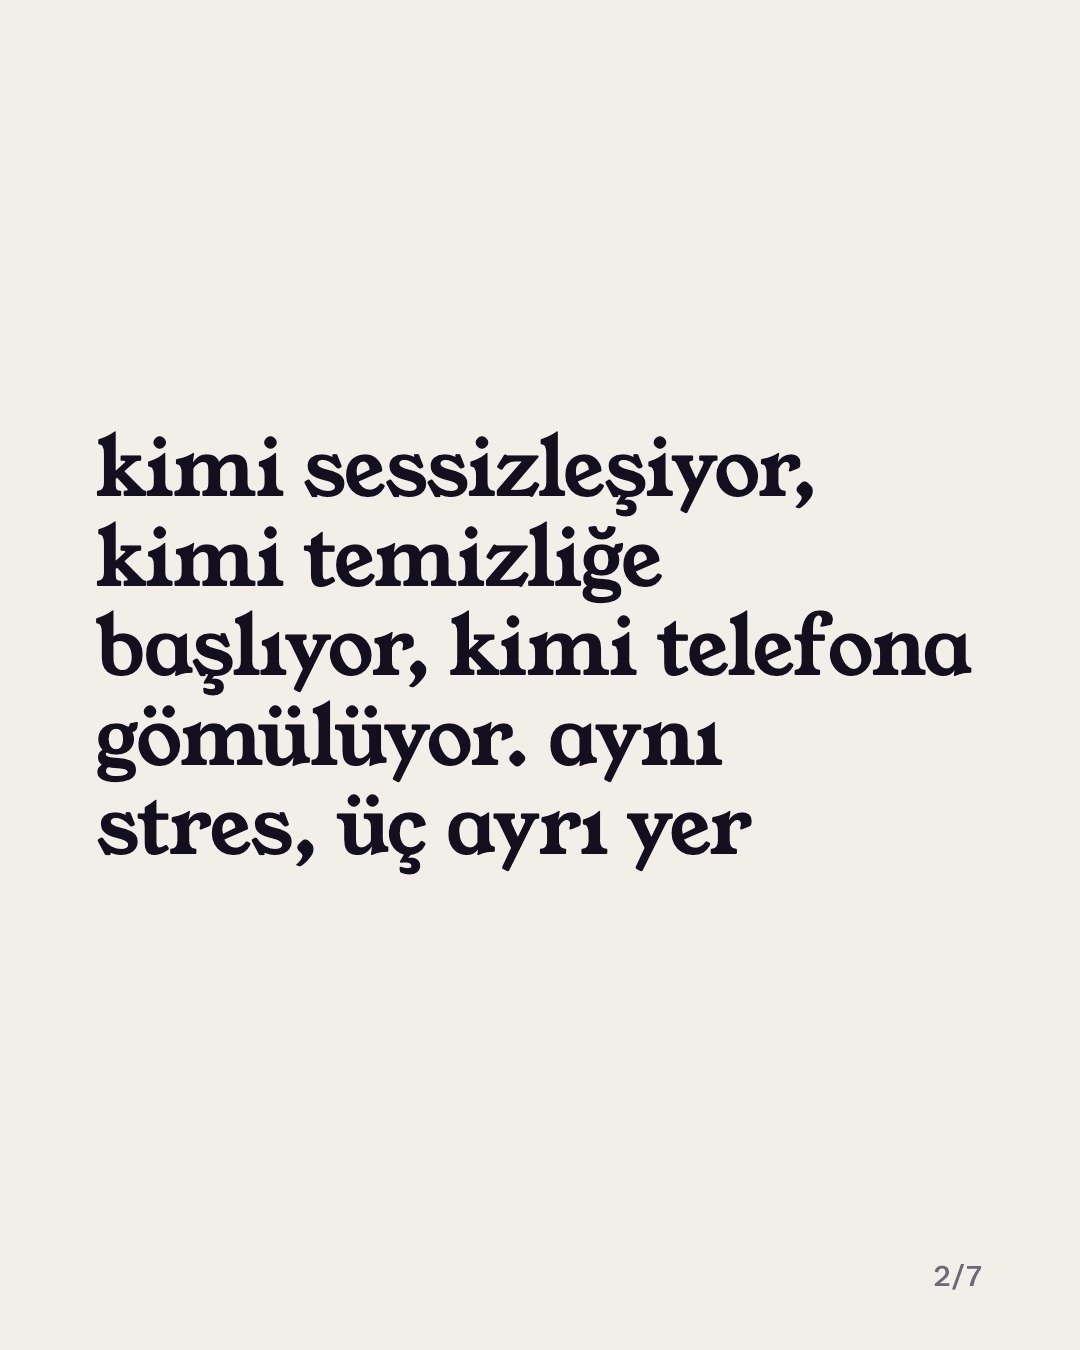 kimi sessizleşiyor,
kimi temizliğe
başlıyor, kimi telefona
gömülüyor. aynı
stres, üç ayrı yer
2/7